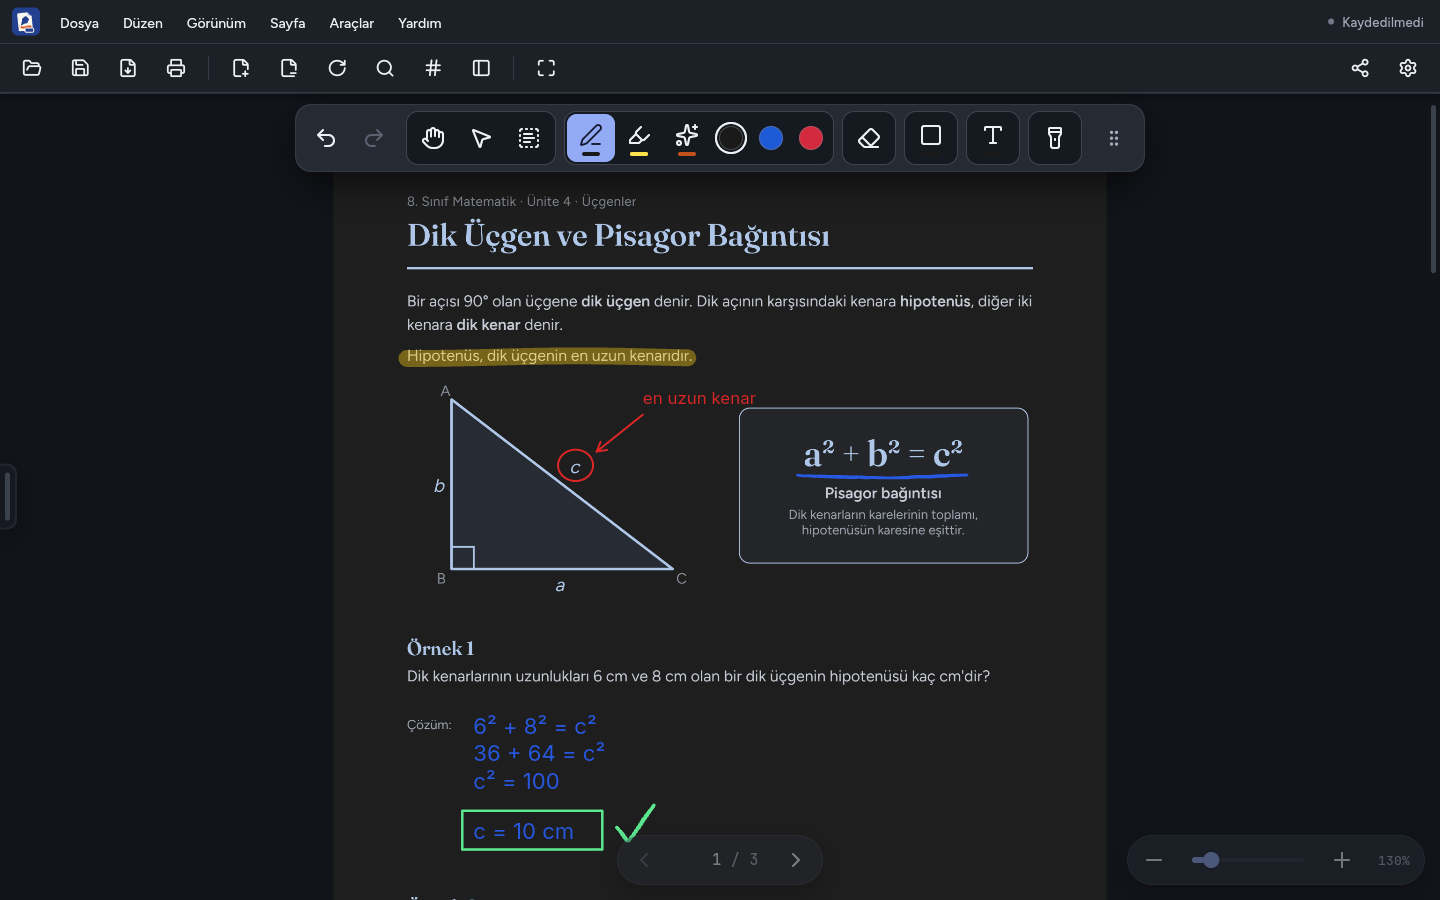 Dosya Düzen Görünüm Sayfa Araçlar Yardım
Kaydedilmedi
8. Sınıf Matematik · Ünite 4 · Üçgenler
Dik Üçgen ve Pisagor Bağıntısı
Bir açısı 90° olan üçgene dik üçgen denir. Dik açının karşısındaki kenara hipotenüs, diğer iki
kenara dik kenar denir.
Hipotenüs, dik üçgenin en uzun kenarıdır.
A
en uzun kenar
c
b
B
a
C
a² + b² = c²
Pisagor bağıntısı
Dik kenarların karelerinin toplamı,
hipotenüsün karesine eşittir.
Örnek 1
Dik kenarlarının uzunlukları 6 cm ve 8 cm olan bir dik üçgenin hipotenüsü kaç cm'dir?
Çözüm:
6² + 8² = c²
36 + 64 = c²
c² = 100
c = 10 cm
1 / 3
130%